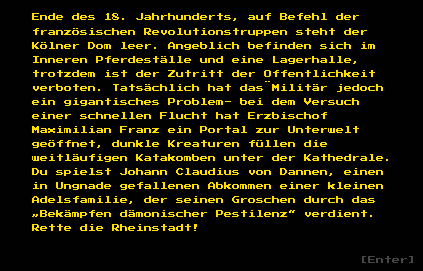 Ende des 18. Jahrhunderts, auf Befehl der
französischen Revolutionstruppen steht der
Kölner Dom leer. Angeblich befinden sich im
Inneren Pferdeställe und eine Lagerhalle,
trotzdem ist der Zutritt der Öffentlichkeit
verboten. Tatsächlich hat das Militär jedoch
ein gigantisches Problem- bei dem Versuch
einer schnellen Flucht hat Erzbischof
Maximilian Franz ein Portal zur Unterwelt
geöffnet, dunkle Kreaturen füllen die
weitläufigen Katakomben unter der Kathedrale.
Du spielst Johann Claudius von Dannen, einen
in Ungnade gefallenen Abkommen einer kleinen
Adelsfamilie, der seinen Groschen durch das
„Bekämpfen dämonischer Pestilenz“ verdient.
Rette die Rheinstadt!
[Enter]